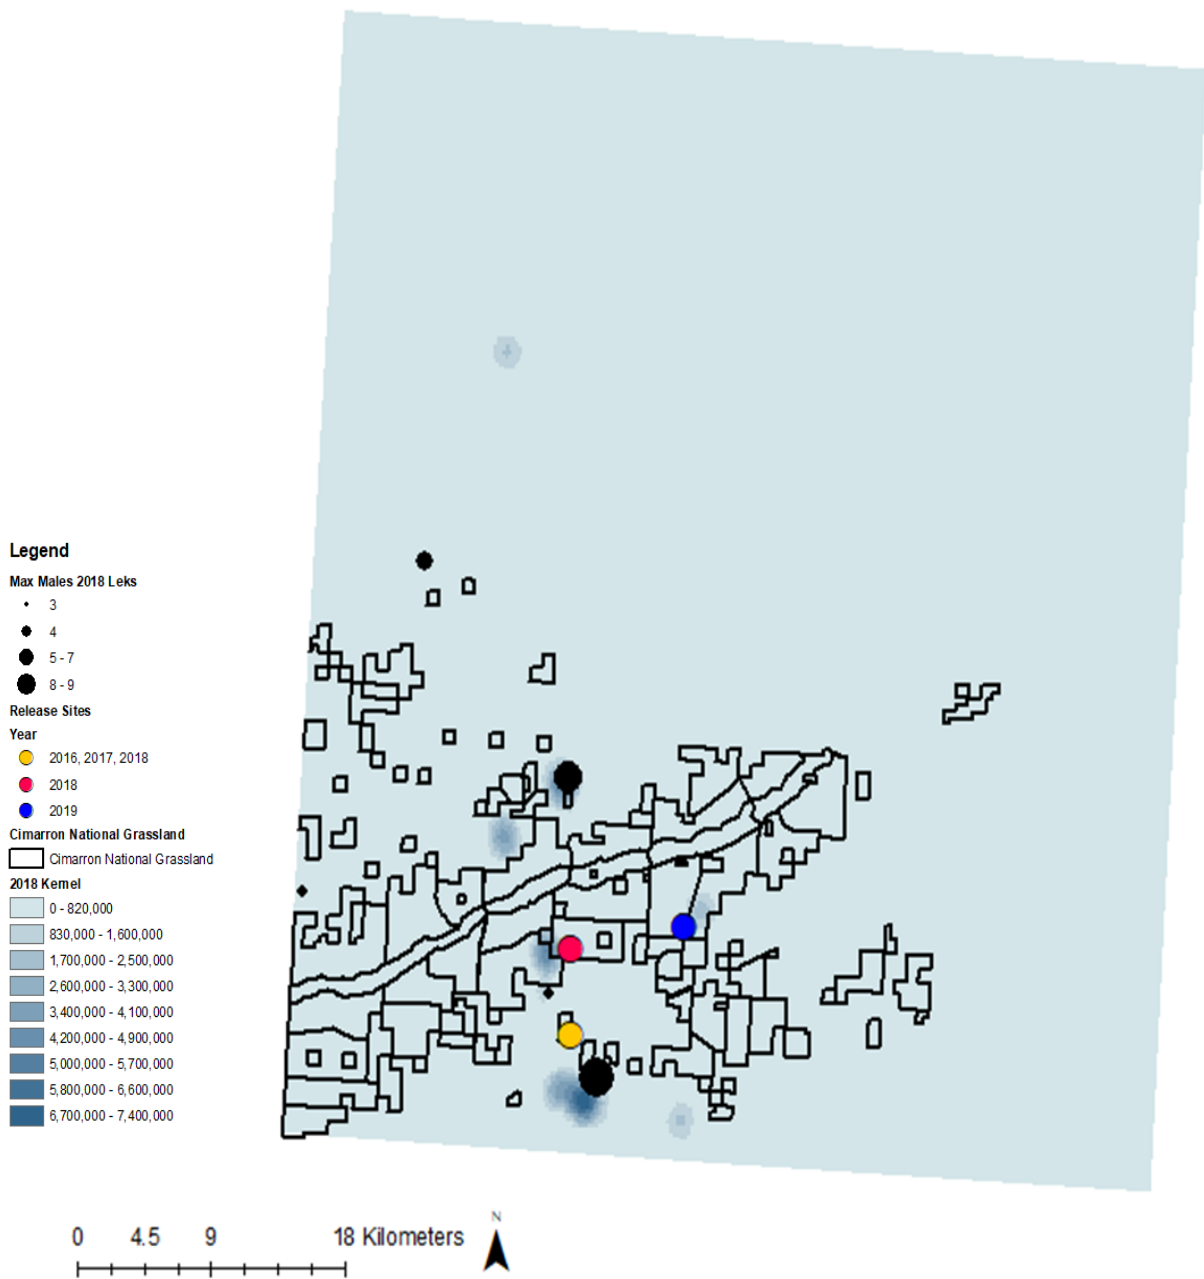 Legend
Max Males 2018 Leks
3
4
5 - 7
8 - 9
Release Sites
Year
2016, 2017, 2018
2018
2019
Cimarron National Grassland
Cimarron National Grassland
2018 Kernel
0 - 820,000
830,000 - 1,600,000
1,700,000 - 2,500,000
2,600,000 - 3,300,000
3,400,000 - 4,100,000
4,200,000 - 4,900,000
5,000,000 - 5,700,000
5,800,000 - 6,600,000
6,700,000 - 7,400,000
0 4.5 9 18 Kilometers
N